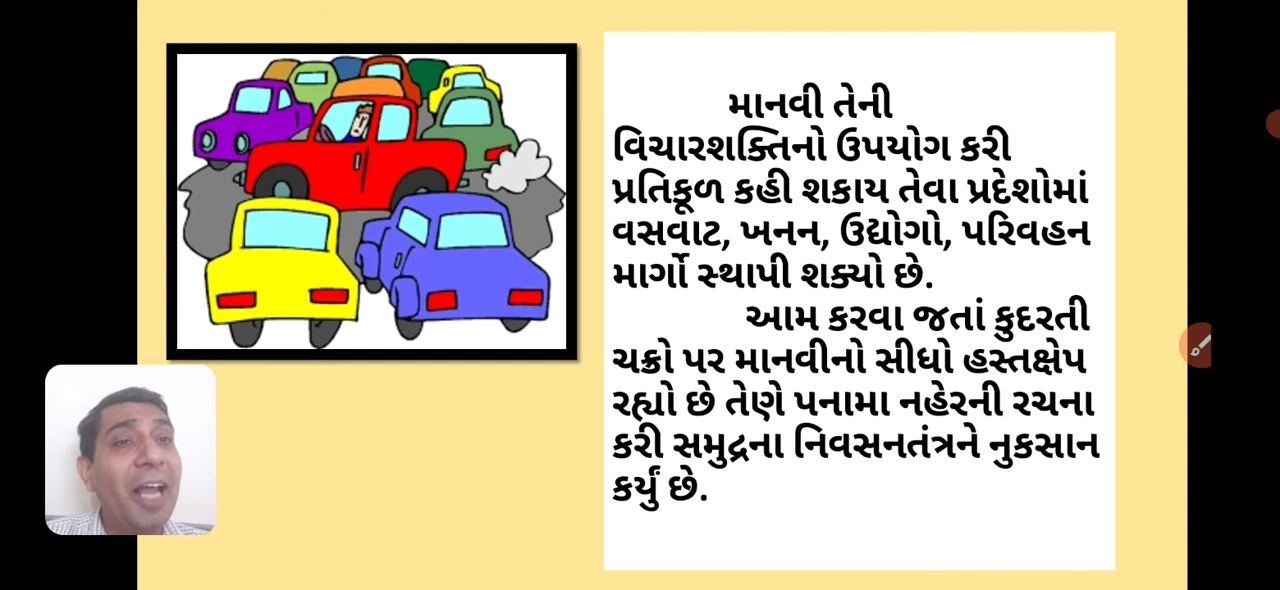 માનવી તેની
વિચારશક્તિનો ઉપયોગ કરી
પ્રતિકૂળ કહી શકાય તેવા પ્રદેશોમાં
વસવાટ, ખનન, ઉદ્યોગો, પરિવહન
માર્ગો સ્થાપી શક્યો છે.
આમ કરવા જતાં કુદરતી
ચક્રો પર માનવીનો સીધો હસ્તક્ષેપ
રહ્યો છે તેણે પનામા નહેરની રચના
કરી સમુદ્રના નિવસનતંત્રને નુકસાન
કર્યું છે.